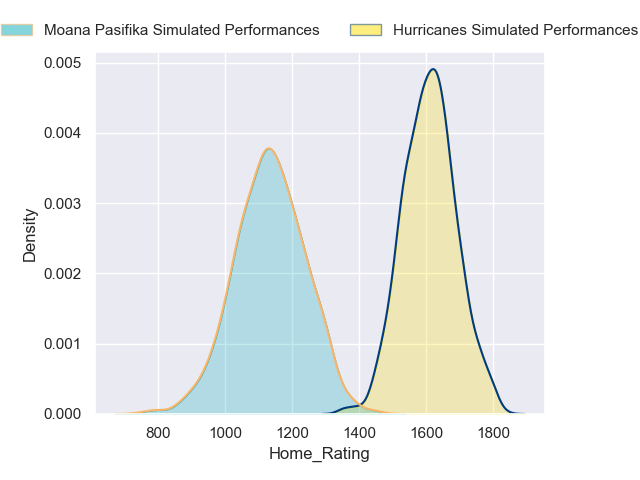 Moana Pasifika Simulated Performances Hurricanes Simulated Performances
0.005
0.004
0.003
0.002
0.001
0.000
Density
800 1000 1200 1400 1600 1800
Home_Rating